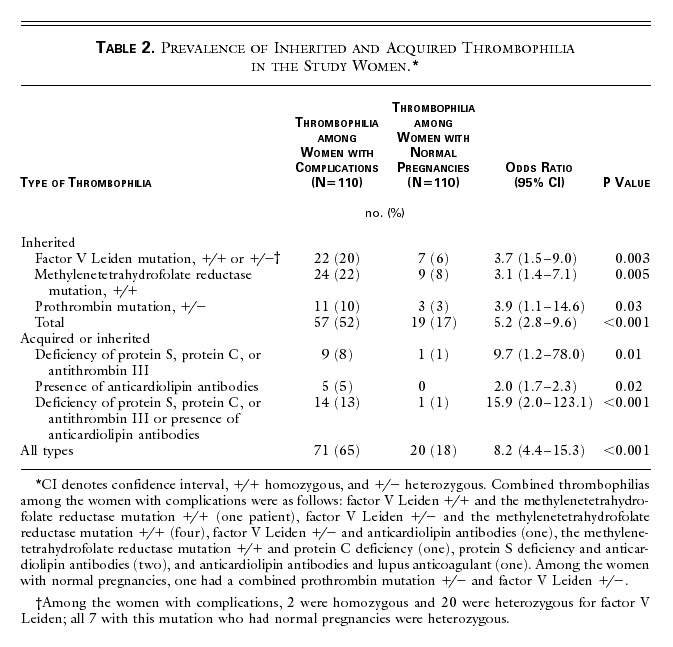 TABLE 2. PREVALENCE OF INHERITED AND ACQUIRED THROMBOPHILIA
IN THE STUDY WOMEN.*
TYPE OF THROMBOPHILIA
THROMBOPHILIA
AMONG
WOMEN WITH
COMPLICATIONS
(N=110)
THROMBOPHILIA
AMONG
WOMEN WITH
NORMAL
PREGNANCIES
(N=110)
ODDS RATIO
(95% CI)
P VALUE
no. (%)
Inherited
Factor V Leiden mutation, +/+ or +/−† 22 (20) 7 (6) 3.7 (1.5–9.0) 0.003
Methylenetetrahydrofolate reductase 24 (22) 9 (8) 3.1 (1.4–7.1) 0.005
mutation, +/+
Prothrombin mutation, +/− 11 (10) 3 (3) 3.9 (1.1–14.6) 0.03
Total 57 (52) 19 (17) 5.2 (2.8–9.6) <0.001
Acquired or inherited
Deficiency of protein S, protein C, or 9 (8) 1 (1) 9.7 (1.2–78.0) 0.01
antithrombin III
Presence of anticardiolipin antibodies 5 (5) 0 2.0 (1.7–2.3) 0.02
Deficiency of protein S, protein C, or 14 (13) 1 (1) 15.9 (2.0–123.1) <0.001
antithrombin III or presence of
anticardiolipin antibodies
All types 71 (65) 20 (18) 8.2 (4.4–15.3) <0.001
*CI denotes confidence interval, +/+ homozygous, and +/− heterozygous. Combined thrombophilias
among the women with complications were as follows: factor V Leiden +/+ and the methylenetetrahydro-
folate reductase mutation +/+ (one patient), factor V Leiden +/− and the methylenetetrahydrofolate
reductase mutation +/+ (four), factor V Leiden +/− and anticardiolipin antibodies (one), the methylene-
tetrahydrofolate reductase mutation +/+ and protein C deficiency (one), protein S deficiency and anticar-
diolipin antibodies (two), and anticardiolipin antibodies and lupus anticoagulant (one). Among the women
with normal pregnancies, one had a combined prothrombin mutation +/− and factor V Leiden +/−.
†Among the women with complications, 2 were homozygous and 20 were heterozygous for factor V
Leiden; all 7 with this mutation who had normal pregnancies were heterozygous.